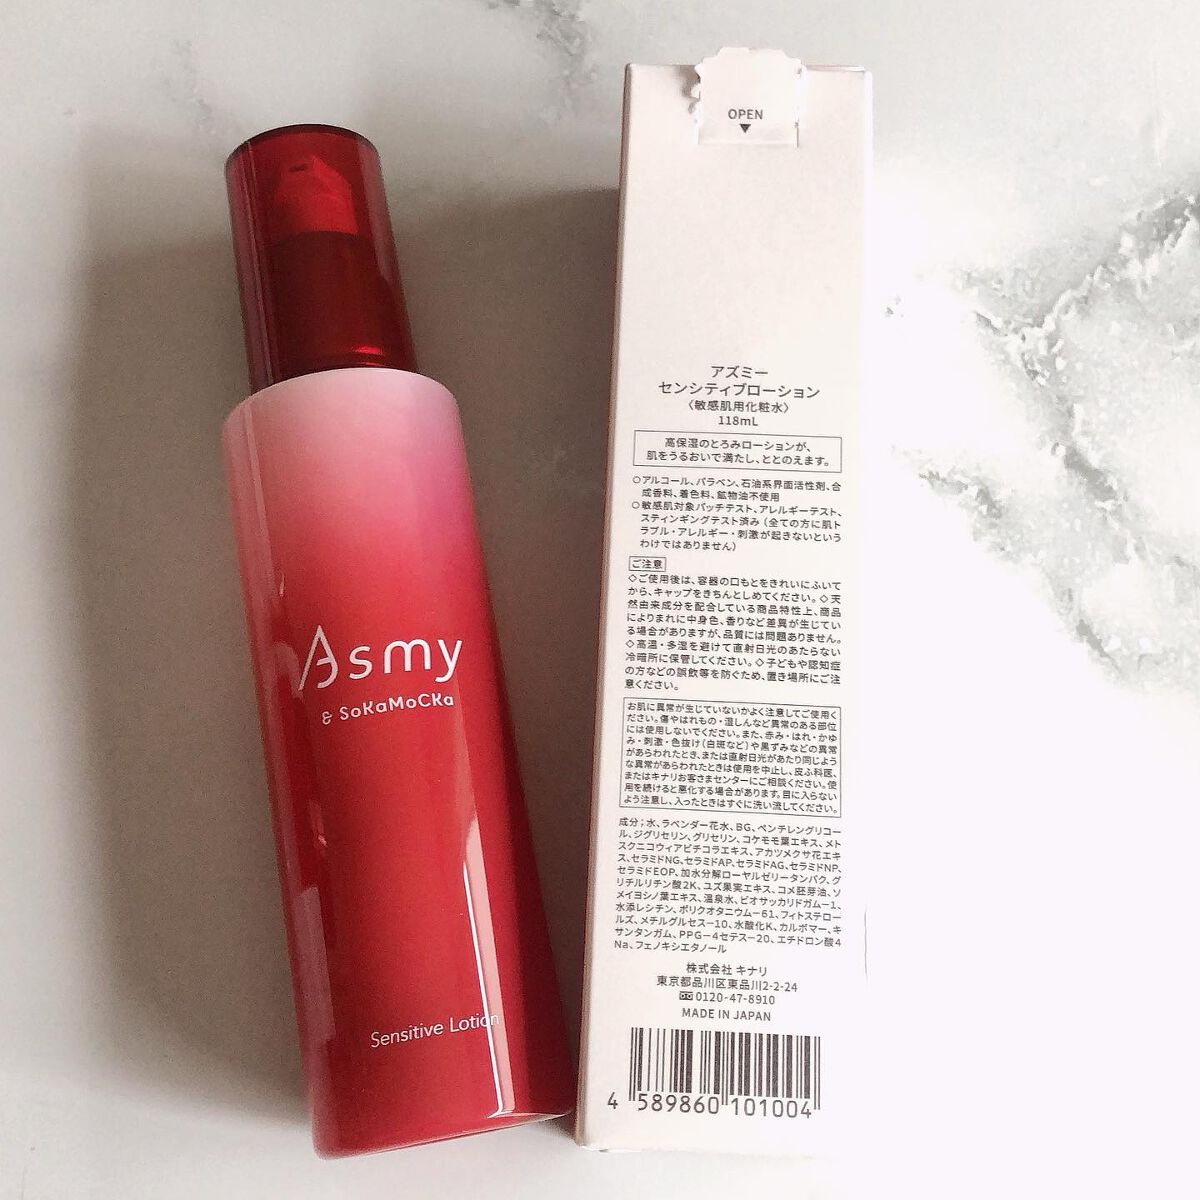 Asmy
& SoKaMoCKa
Sensitive Lotion
OPEN
アズミー
センシティブローション
〈敏感肌用化粧水〉
118mL
高保湿のとろみローションが、
肌をうるおいで満たし、ととのえます。
○アルコール、パラベン、石油系界面活性剤、合
成香料、着色料、鉱物油不使用
○敏感肌対象パッチテスト、アレルギーテスト、
スティンギングテスト済み（全ての方に肌ト
ラブル・アレルギー・刺激が起きないという
わけではありません）
ご注意
◇ご使用後は、容器の口もとをきれいにふいて
から、キャップをきちんとしめてください。◇天
然由来成分を配合している商品特性上、商品
によりまれに中身色、香りなど差異が生じてい
る場合がありますが、品質には問題ありません。
◇高温・多湿を避けて直射日光のあたらない
冷暗所に保管してください。◇子どもや認知症
の方などの誤飲等を防ぐため、置き場所にご注
意ください。
お肌に異常が生じていないかよく注意してご使用く
ださい。傷やはれもの・湿しんなど異常のある部位
には使用しないでください。また、赤み・はれ・かゆ
み・刺激・色抜け（白斑など）や黒ずみなどの異常
があらわれたとき、または直射日光があたり同じよう
な異常があらわれたときは使用を中止し、皮ふ科医、
またはキナリお客さまセンターにご相談ください。使
用を続けると悪化する場合があります。目に入らない
よう注意し、入ったときはすぐに洗い流してください。
成分；水、ラベンダー花水、BG、ペンチレングリコー
ル、ジグリセリン、グリセリン、コケモモ葉エキス、メト
スクニコウィアビチコラエキス、アカツメクサ花エキ
ス、セラミドNG、セラミドAP、セラミドAG、セラミドNP、
セラミドEOP、加水分解ローヤルゼリータンパク、グ
リチルリチン酸2K、ユズ果実エキス、コメ胚芽油、ソ
メイヨシノ葉エキス、温泉水、ビオサッカリドガム−1、
水添レシチン、ポリクオタニウム−61、フィトステロー
ルズ、メチルグルセス−10、水酸化K、カルボマー、キ
サンタンガム、PPG−4セテス−20、エチドロン酸4
Na、フェノキシエタノール
株式会社 キナリ
東京都品川区東品川2-2-24
0120-47-8910
MADE IN JAPAN
4 589860 101004